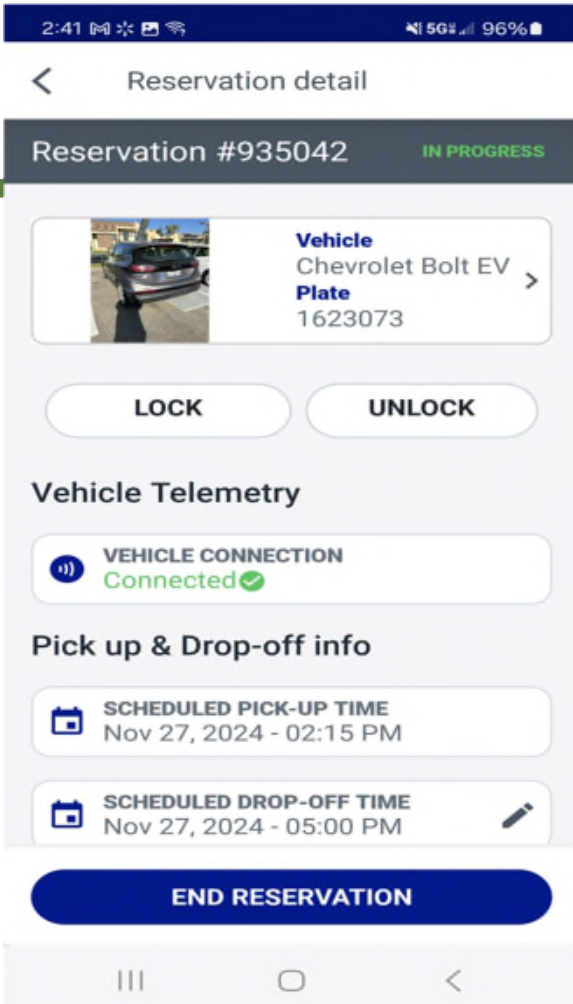 2:41 5G 96%
Reservation detail
Reservation #935042 IN PROGRESS
Vehicle
Chevrolet Bolt EV
Plate
1623073
LOCK UNLOCK
Vehicle Telemetry
VEHICLE CONNECTION
Connected
Pick up & Drop-off info
SCHEDULED PICK-UP TIME
Nov 27, 2024 - 02:15 PM
SCHEDULED DROP-OFF TIME
Nov 27, 2024 - 05:00 PM
END RESERVATION